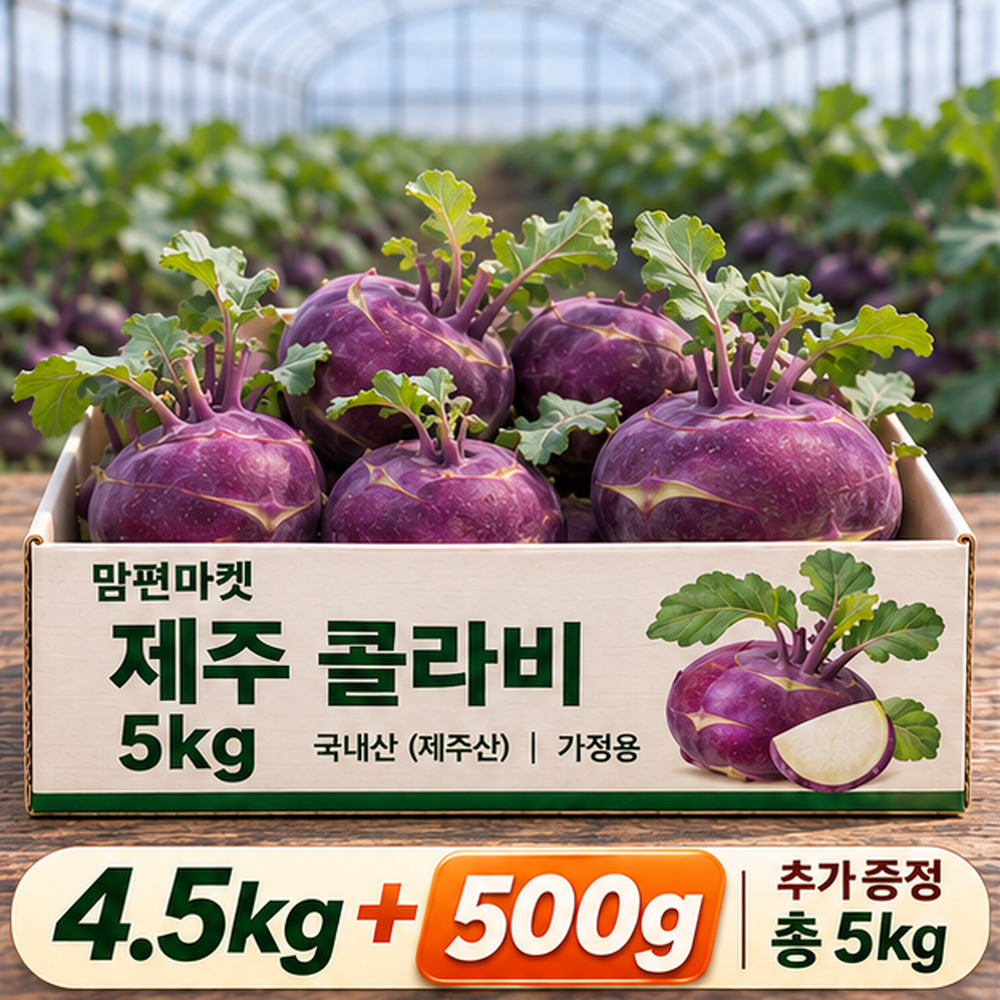 맘편마켓
제주 콜라비
5kg
국내산 (제주산) | 가정용
4.5kg + 500g
추가 증정
총 5kg